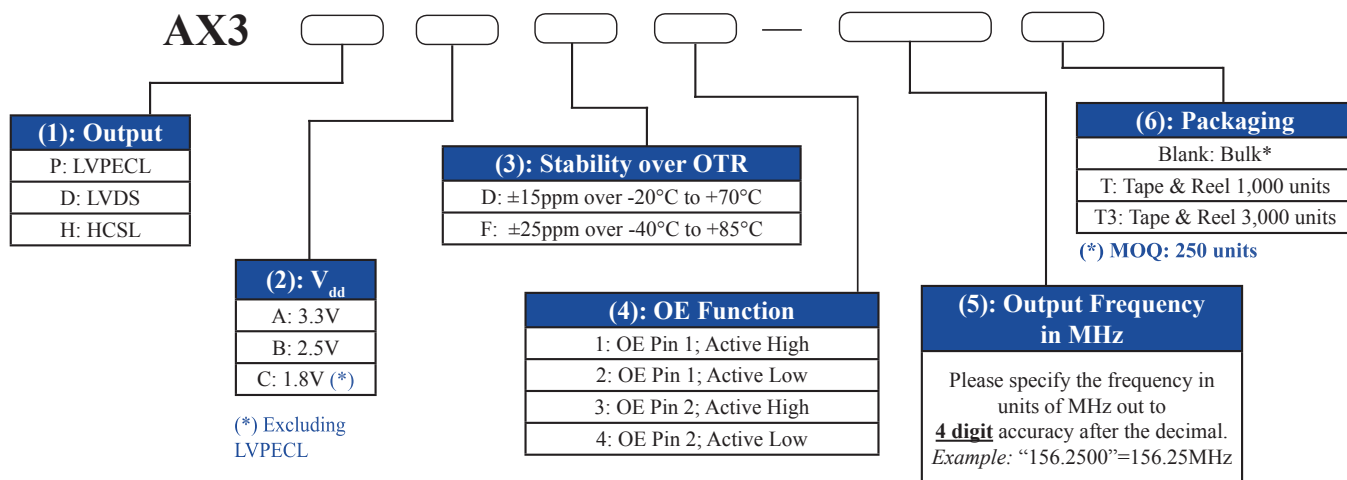 AX3 —
(1): Output
P: LVPECL
D: LVDS
H: HCSL
(2): Vdd
A: 3.3V
B: 2.5V
C: 1.8V (*)
(*) Excluding
LVPECL
(3): Stability over OTR
D: ±15ppm over -20°C to +70°C
F: ±25ppm over -40°C to +85°C
(4): OE Function
1: OE Pin 1; Active High
2: OE Pin 1; Active Low
3: OE Pin 2; Active High
4: OE Pin 2; Active Low
(5): Output Frequency
in MHz
Please specify the frequency in
units of MHz out to
4 digit accuracy after the decimal.
Example: “156.2500”=156.25MHz
(6): Packaging
Blank: Bulk*
T: Tape & Reel 1,000 units
T3: Tape & Reel 3,000 units
(*) MOQ: 250 units